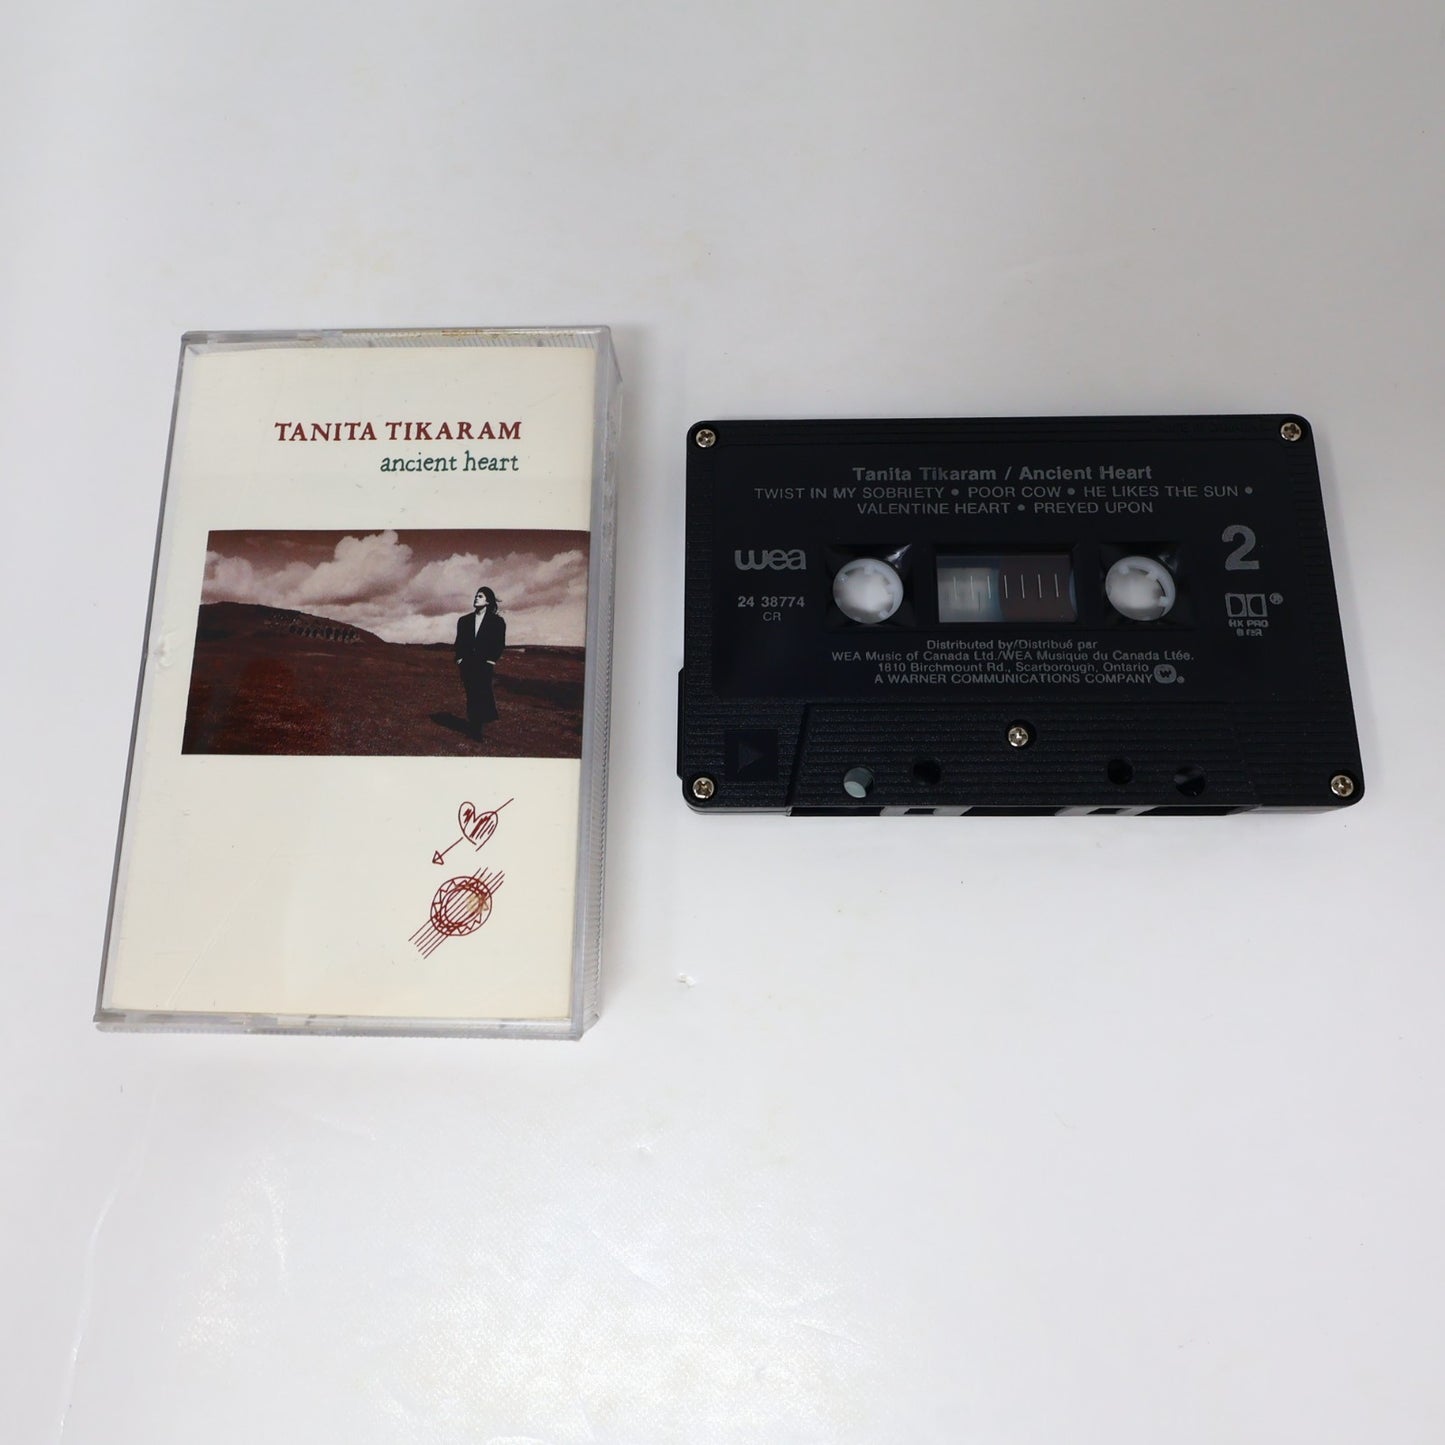 TANITA TIKARAM
ancient heart
Tanita Tikaram / Ancient Heart
TWIST IN MY SOBRIETY • POOR COW • HE LIKES THE SUN •
VALENTINE HEART • PREYED UPON
wea
2
24 38774
CR
HX PRO
B NR
Distributed by/Distribué par
WEA Music of Canada Ltd./WEA Musique du Canada Ltée.
1810 Birchmount Rd., Scarborough, Ontario
A WARNER COMMUNICATIONS COMPANY